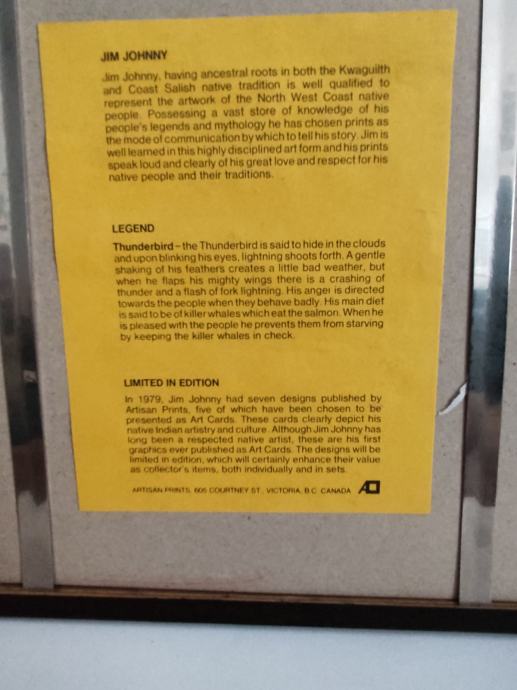 JIM JOHNNY
Jim Johnny, having ancestral roots in both the Kwaguilth
and Coast Salish native tradition is well qualified to
represent the artwork of the North West Coast native
people. Possessing a vast store of knowledge of his
people's legends and mythology he has chosen prints as
the mode of communication by which to tell his story. Jim is
well learned in this highly disciplined art form and his prints
speak loud and clearly of his great love and respect for his
native people and their traditions.
LEGEND
Thunderbird – the Thunderbird is said to hide in the clouds
and upon blinking his eyes, lightning shoots forth. A gentle
shaking of his feathers creates a little bad weather, but
when he flaps his mighty wings there is a crashing of
thunder and a flash of fork lightning. His anger is directed
towards the people when they behave badly. His main diet
is said to be of killer whales which eat the salmon. When he
is pleased with the people he prevents them from starving
by keeping the killer whales in check.
LIMITED IN EDITION
In 1979, Jim Johnny had seven designs published by
Artisan Prints, five of which have been chosen to be
presented as Art Cards. These cards clearly depict his
native Indian artistry and culture. Although Jim Johnny has
long been a respected native artist, these are his first
graphics ever published as Art Cards. The designs will be
limited in edition, which will certainly enhance their value
as collector's items, both individually and in sets.
ARTISAN PRINTS, 606 COURTNEY ST., VICTORIA, B.C. CANADA